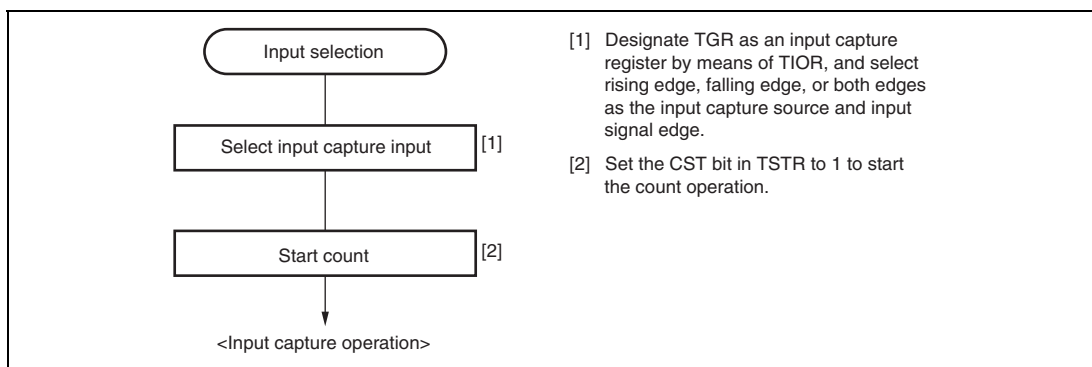 Input selection
Select input capture input [1]
Start count [2]
<Input capture operation>
[1] Designate TGR as an input capture
register by means of TIOR, and select
rising edge, falling edge, or both edges
as the input capture source and input
signal edge.
[2] Set the CST bit in TSTR to 1 to start
the count operation.